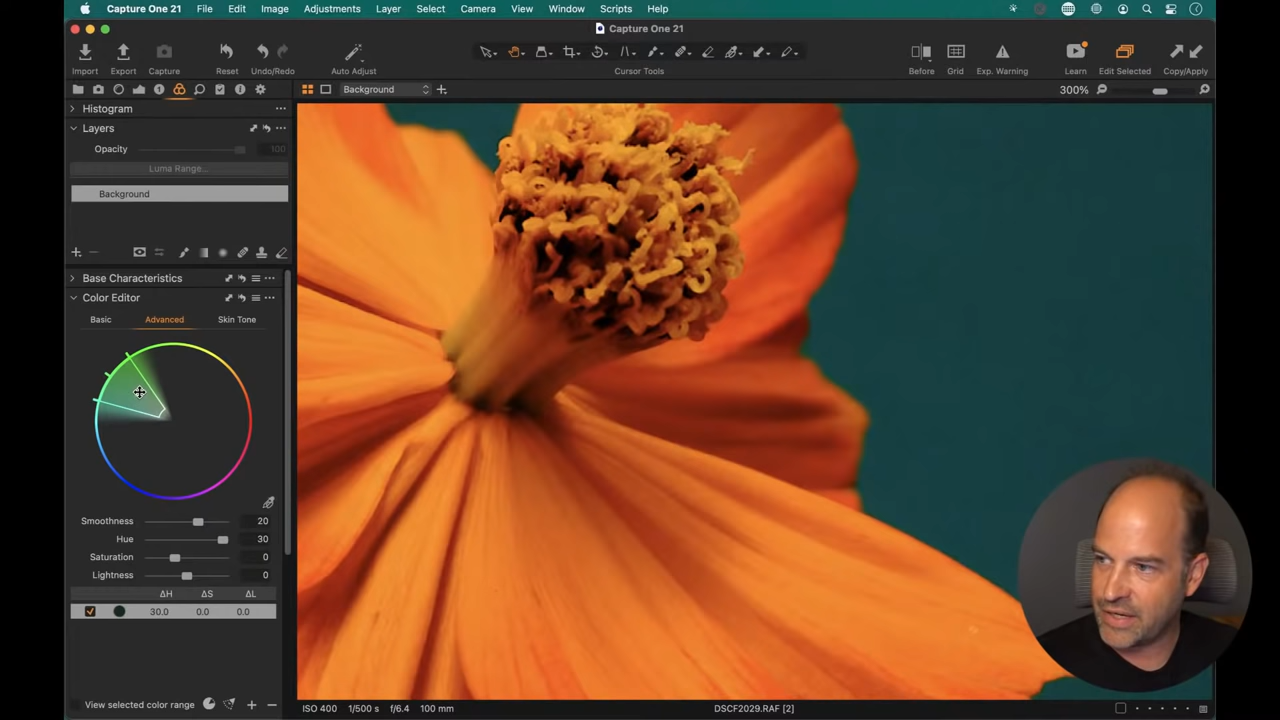 Capture One 21 File Edit Image Adjustments Layer Select Camera View Window Scripts Help
Capture One 21
Import Export Capture Reset Undo/Redo Auto Adjust Cursor Tools Before Grid Exp. Warning Learn Edit Selected Copy/Apply
Background 300%
Histogram
Layers
Opacity 100
Luma Range...
Background
Base Characteristics
Color Editor
Basic Advanced Skin Tone
Smoothness 20
Hue 30
Saturation 0
Lightness 0
ΔH ΔS ΔL
30.0 0.0 0.0
View selected color range
ISO 400 1/500 s f/6.4 100 mm DSCF2029.RAF [2]